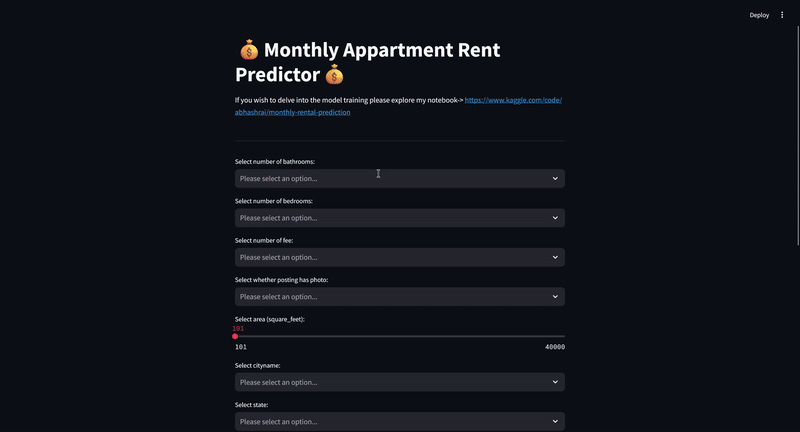 Deploy
💰 Monthly Appartment Rent
Predictor 💰
If you wish to delve into the model training please explore my notebook-> https://www.kaggle.com/code/
abhashrai/monthly-rental-prediction
Select number of bathrooms:
Please select an option...
Select number of bedrooms:
Please select an option...
Select number of fee:
Please select an option...
Select whether posting has photo:
Please select an option...
Select area (square_feet):
101
101 40000
Select cityname:
Please select an option...
Select state:
Please select an option...